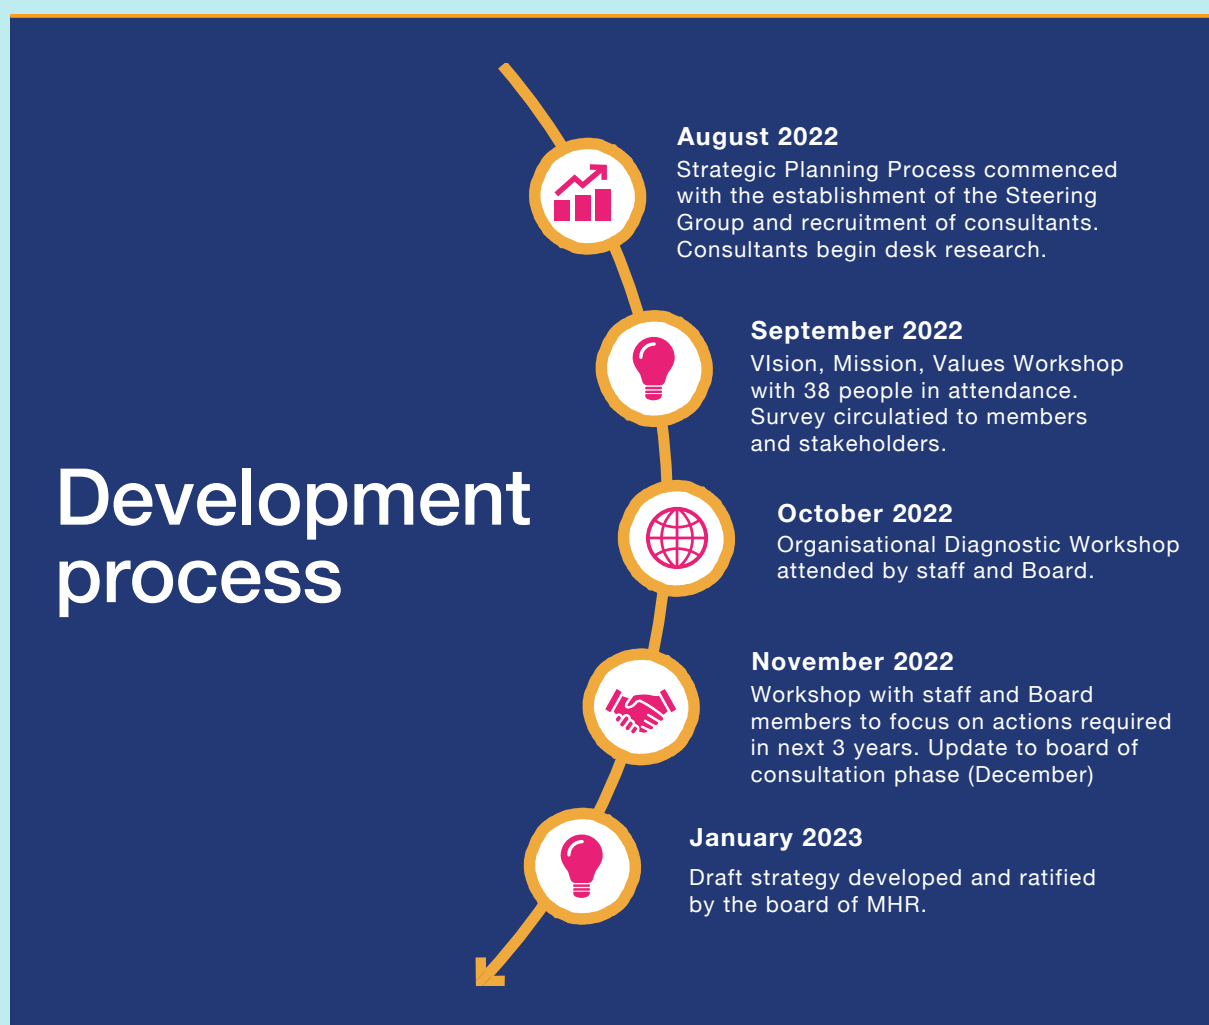 Development
process
August 2022
Strategic Planning Process commenced
with the establishment of the Steering
Group and recruitment of consultants.
Consultants begin desk research.
September 2022
VIsion, Mission, Values Workshop
with 38 people in attendance.
Survey circulatied to members
and stakeholders.
October 2022
Organisational Diagnostic Workshop
attended by staff and Board.
November 2022
Workshop with staff and Board
members to focus on actions required
in next 3 years. Update to board of
consultation phase (December)
January 2023
Draft strategy developed and ratified
by the board of MHR.